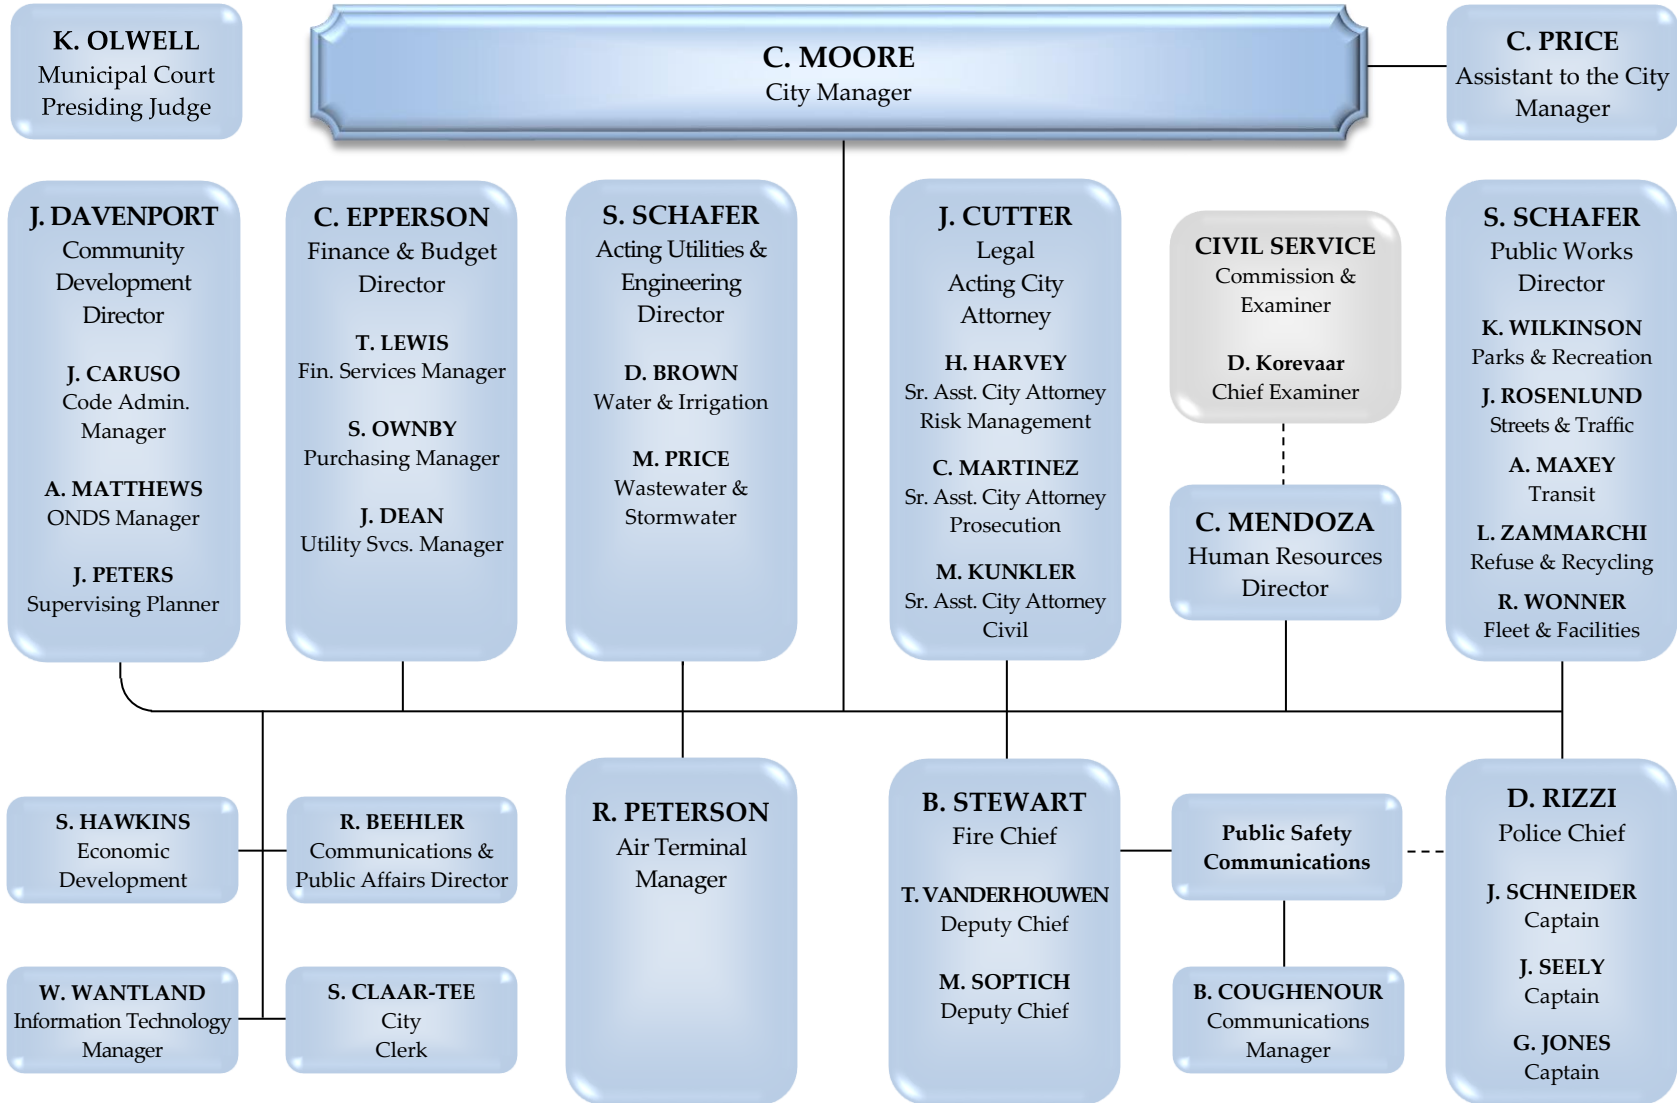 K. OLWELL
Municipal Court
Presiding Judge
C. MOORE
City Manager
C. PRICE
Assistant to the City
Manager
J. DAVENPORT
Community
Development
Director
J. CARUSO
Code Admin.
Manager
A. MATTHEWS
ONDS Manager
J. PETERS
Supervising Planner
C. EPPERSON
Finance & Budget
Director
T. LEWIS
Fin. Services Manager
S. OWNBY
Purchasing Manager
J. DEAN
Utility Svcs. Manager
S. SCHAFER
Acting Utilities &
Engineering
Director
D. BROWN
Water & Irrigation
M. PRICE
Wastewater &
Stormwater
J. CUTTER
Legal
Acting City
Attorney
H. HARVEY
Sr. Asst. City Attorney
Risk Management
C. MARTINEZ
Sr. Asst. City Attorney
Prosecution
M. KUNKLER
Sr. Asst. City Attorney
Civil
CIVIL SERVICE
Commission &
Examiner
D. Korevaar
Chief Examiner
C. MENDOZA
Human Resources
Director
S. SCHAFER
Public Works
Director
K. WILKINSON
Parks & Recreation
J. ROSENLUND
Streets & Traffic
A. MAXEY
Transit
L. ZAMMARCHI
Refuse & Recycling
R. WONNER
Fleet & Facilities
S. HAWKINS
Economic
Development
R. BEEHLER
Communications &
Public Affairs Director
W. WANTLAND
Information Technology
Manager
S. CLAAR-TEE
City
Clerk
R. PETERSON
Air Terminal
Manager
B. STEWART
Fire Chief
T. VANDERHOUWEN
Deputy Chief
M. SOPTICH
Deputy Chief
Public Safety
Communications
B. COUGHENOUR
Communications
Manager
D. RIZZI
Police Chief
J. SCHNEIDER
Captain
J. SEELY
Captain
G. JONES
Captain